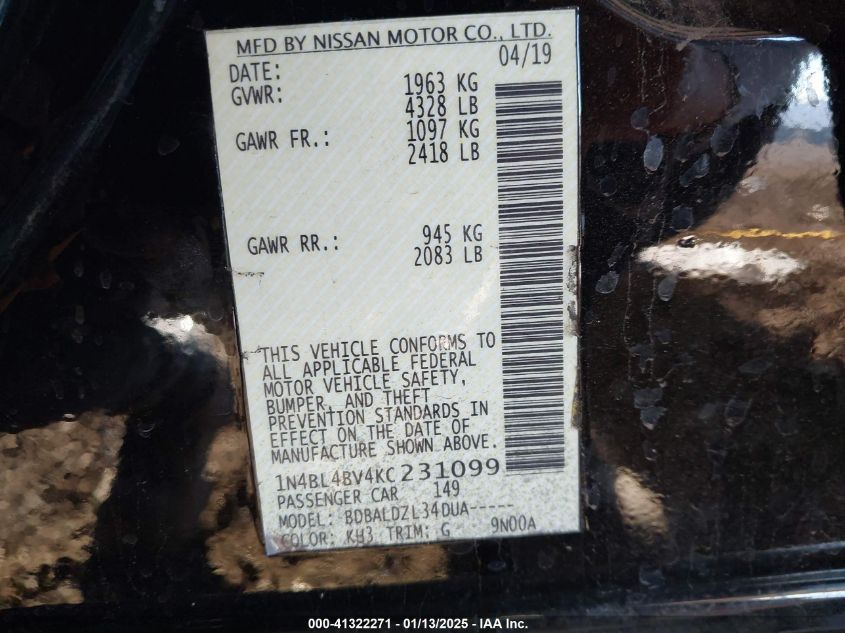 MFD BY NISSAN MOTOR CO., LTD.
DATE: 04/19
GVWR: 1963 KG
4328 LB
GAWR FR.: 1097 KG
2418 LB
GAWR RR.: 945 KG
2083 LB
THIS VEHICLE CONFORMS TO
ALL APPLICABLE FEDERAL
MOTOR VEHICLE SAFETY,
BUMPER, AND THEFT
PREVENTION STANDARDS IN
EFFECT ON THE DATE OF
MANUFACTURE SHOWN ABOVE.
1N4BL4BV4KC231099
PASSENGER CAR 149
MODEL: BDBALDZL34DUA-----
COLOR: KH3 TRIM: G 9N00A
000-41322271 - 01/13/2025 - IAA Inc.